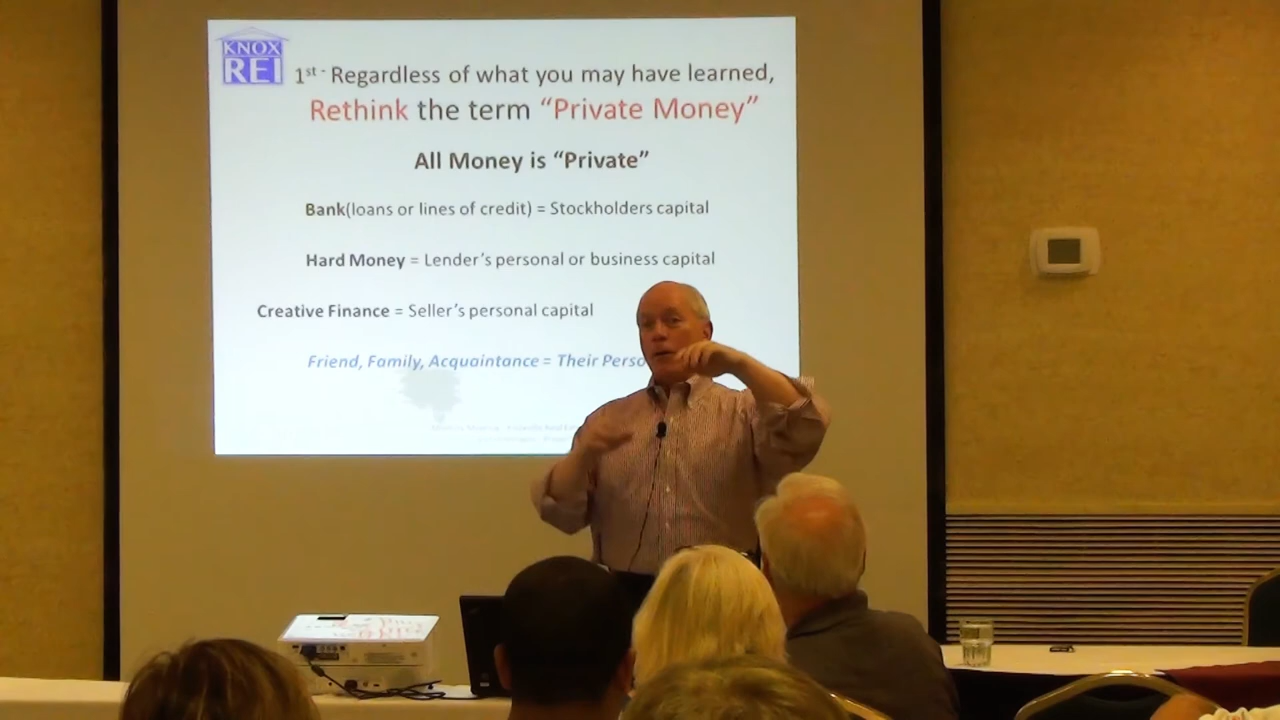 KNOX
REI
1st - Regardless of what you may have learned,
Rethink the term “Private Money”
All Money is “Private”
Bank(loans or lines of credit) = Stockholders capital
Hard Money = Lender’s personal or business capital
Creative Finance = Seller’s personal capital
Friend, Family, Acquaintance = Their Perso